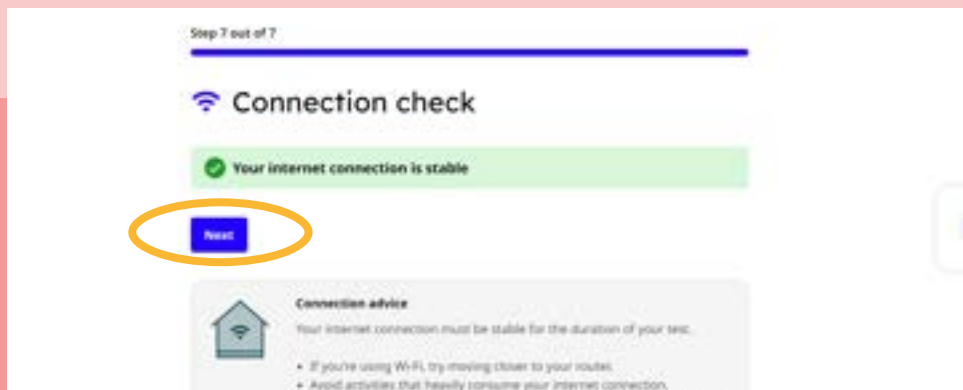 Step 7 out of 7
Connection check
Your internet connection is stable
Next
Connection advice
Your internet connection must be stable for the duration of your test.
• If you're using Wi-Fi, try moving closer to your router.
• Avoid activities that heavily consume your internet connection.